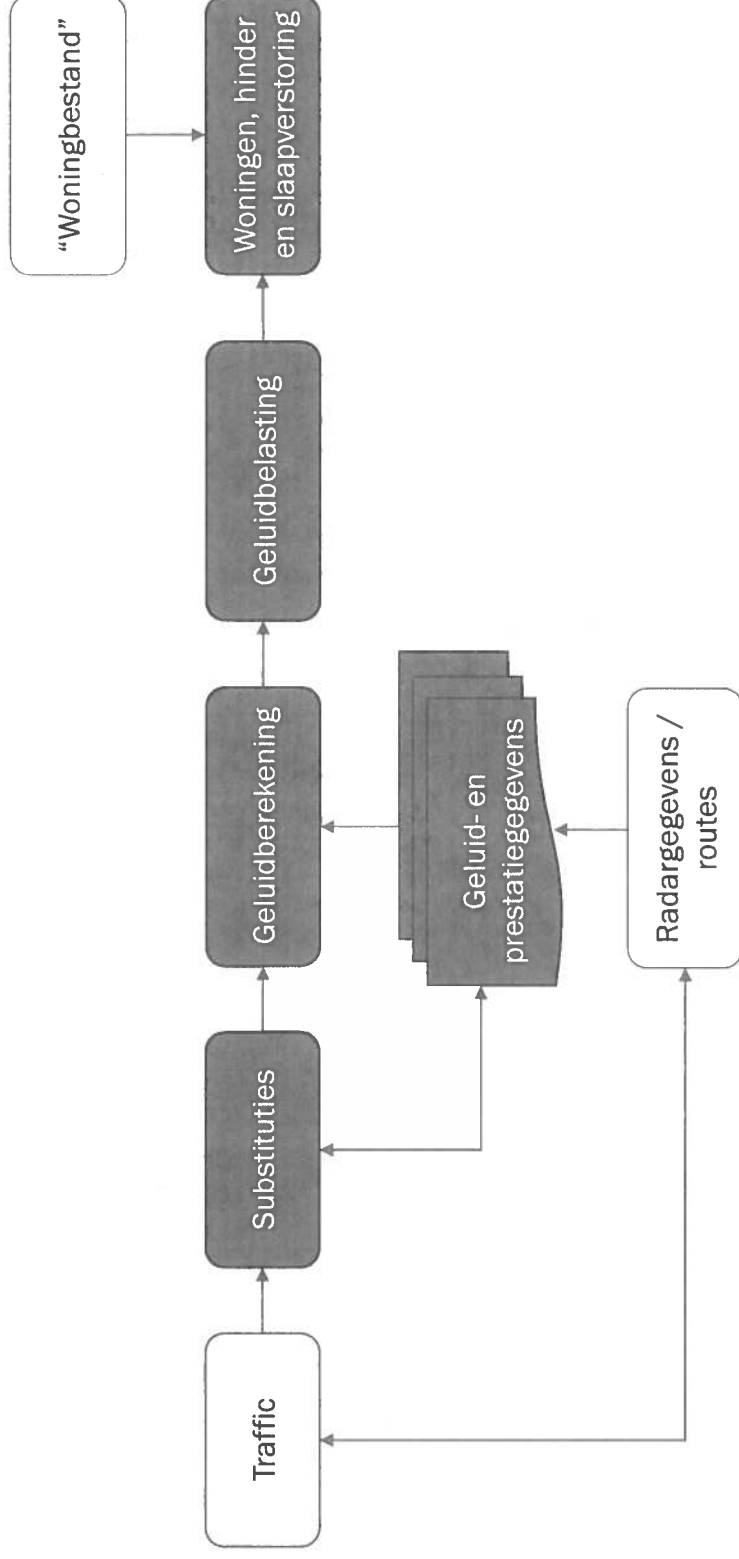 "Woningbestand"
Traffic
Substituties
Geluidberekening
Geluidbelasting
Woningen, hinder
en slaapverstoring
Geluid- en
prestatiegegevens
Radargegevens /
routes